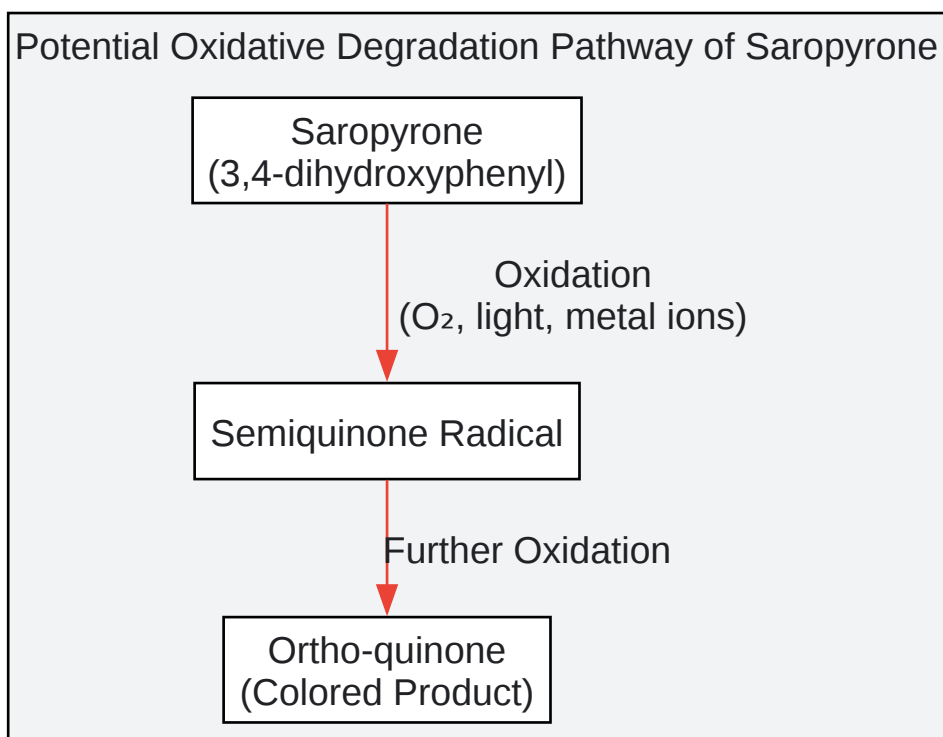 Potential Oxidative Degradation Pathway of Saropyrone
Saropyrone
(3,4-dihydroxyphenyl)
Oxidation
(O₂, light, metal ions)
Semiquinone Radical
Further Oxidation
Ortho-quinone
(Colored Product)